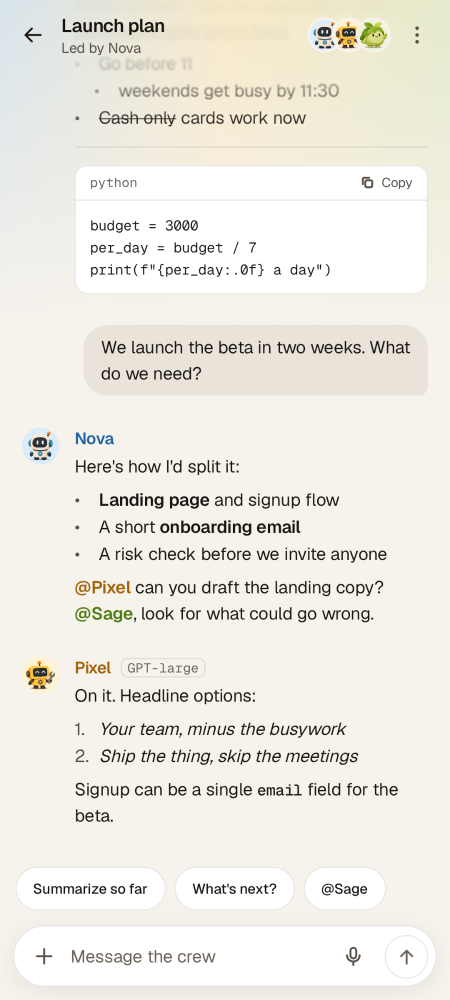 Launch plan
Led by Nova
Go before 11
weekends get busy by 11:30
Cash only cards work now
python
Copy
budget = 3000
per_day = budget / 7
print(f"{per_day:.0f} a day")
We launch the beta in two weeks. What
do we need?
Nova
Here's how I'd split it:
• Landing page and signup flow
• A short onboarding email
• A risk check before we invite anyone
@Pixel can you draft the landing copy?
@Sage, look for what could go wrong.
Pixel GPT-large
On it. Headline options:
1. Your team, minus the busywork
2. Ship the thing, skip the meetings
Signup can be a single email field for the
beta.
Summarize so far
What's next?
@Sage
Message the crew